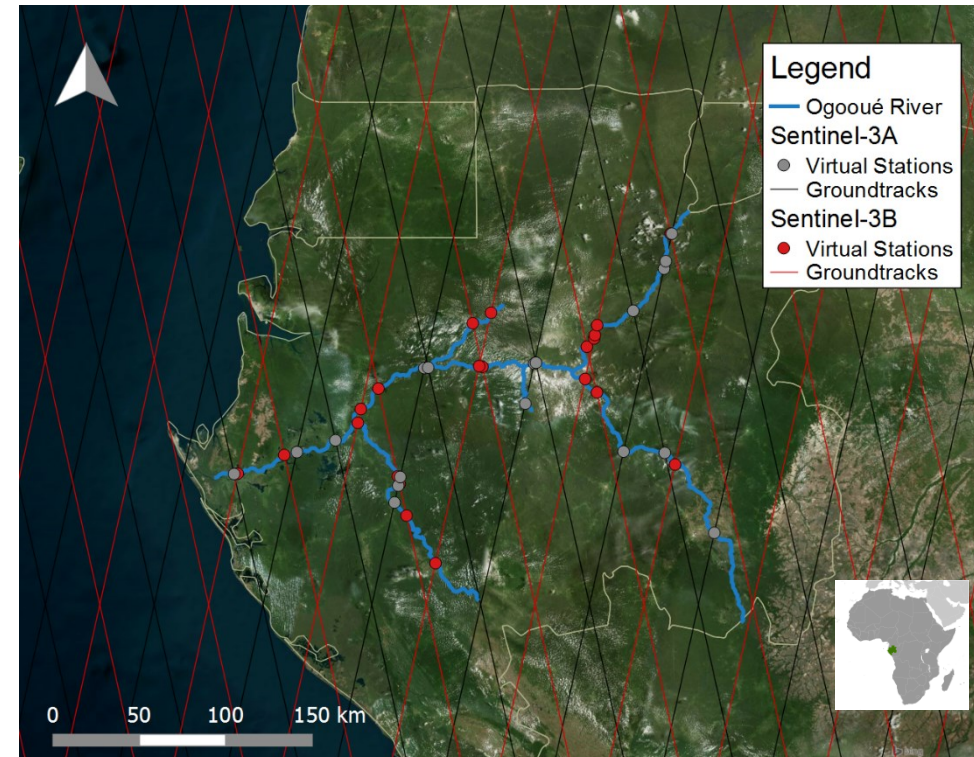 Legend
Ogooué River
Sentinel-3A
Virtual Stations
Groundtracks
Sentinel-3B
Virtual Stations
Groundtracks
0 50 100 150 km